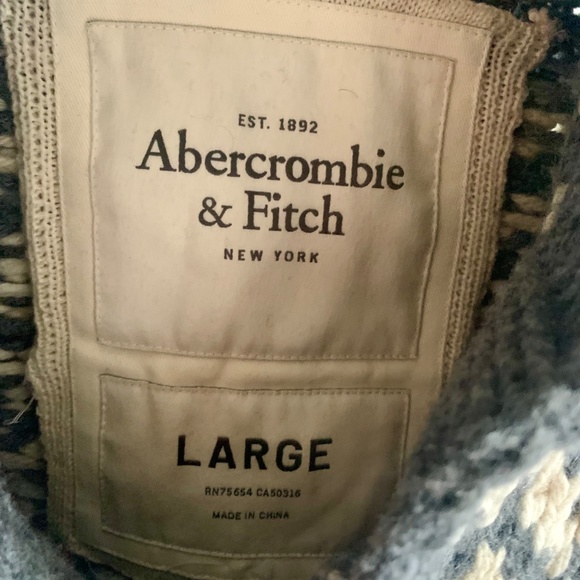 EST. 1892
Abercrombie
& Fitch
NEW YORK
LARGE
RN75654 CA50316
MADE IN CHINA